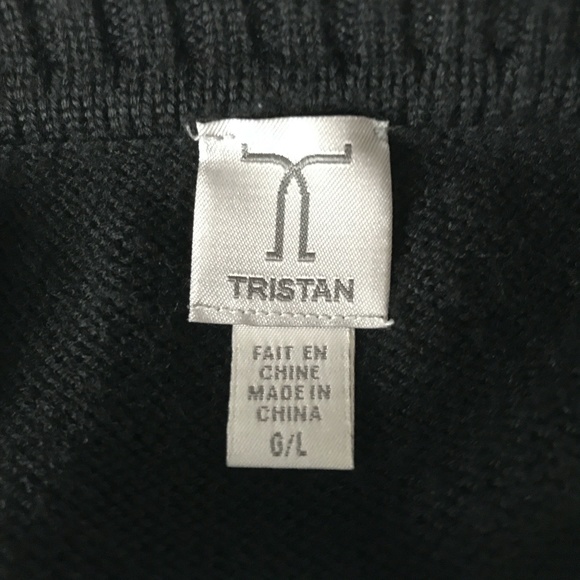 TRISTAN
FAIT EN
CHINE
MADE IN
CHINA
G/L